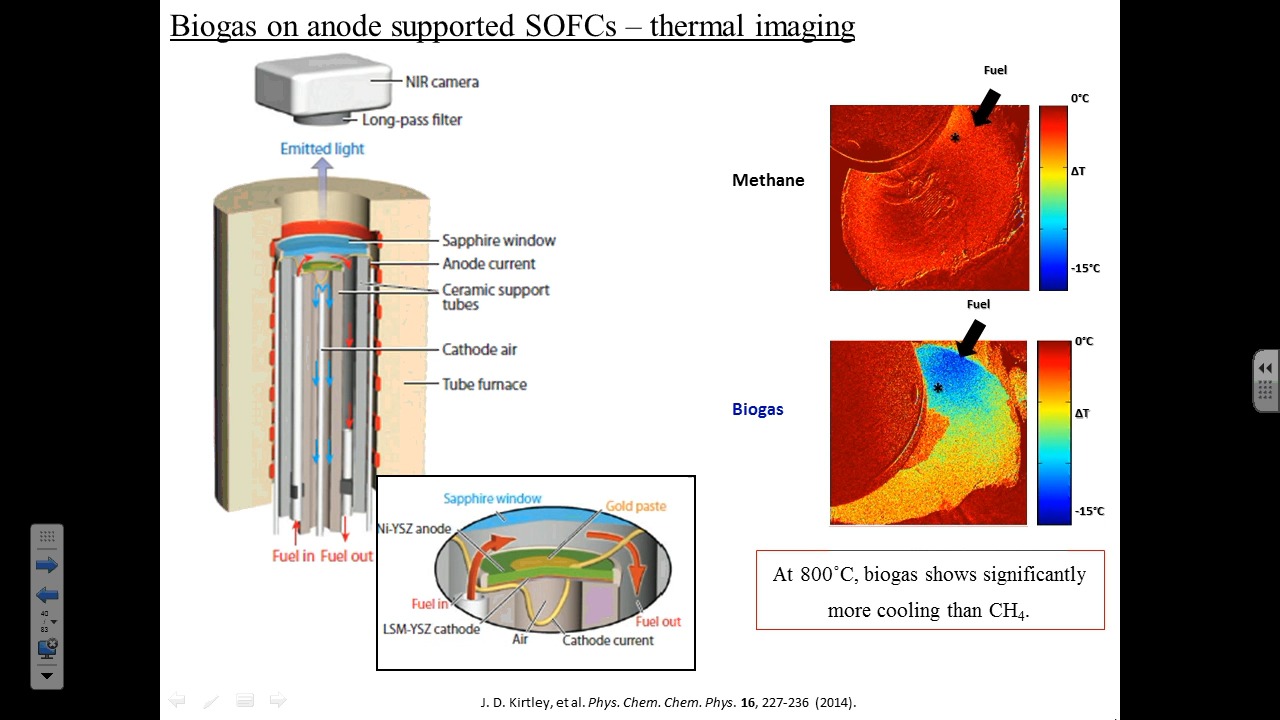 Biogas on anode supported SOFCs – thermal imaging
NIR camera
Long-pass filter
Emitted light
Sapphire window
Anode current
Ceramic support
tubes
Cathode air
Tube furnace
Fuel in
Fuel out
Sapphire window
Gold paste
Ni-YSZ anode
Fuel in
LSM-YSZ cathode
Air
Cathode current
Fuel out
Fuel
0°C
Methane
ΔT
-15°C
Fuel
0°C
Biogas
ΔT
-15°C
At 800˚C, biogas shows significantly
more cooling than CH₄.
J. D. Kirtley, et al. Phys. Chem. Chem. Phys. 16, 227-236 (2014).